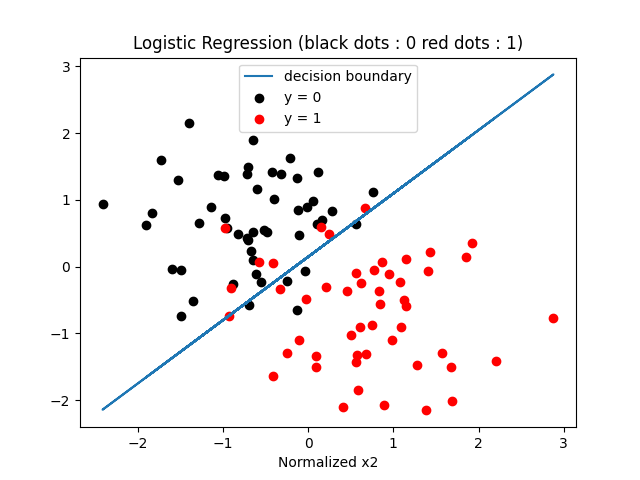 Logistic Regression (black dots : 0 red dots : 1)
3
2
1
0
−1
−2
decision boundary
y = 0
y = 1
−2
−1
0
1
2
3
Normalized x2